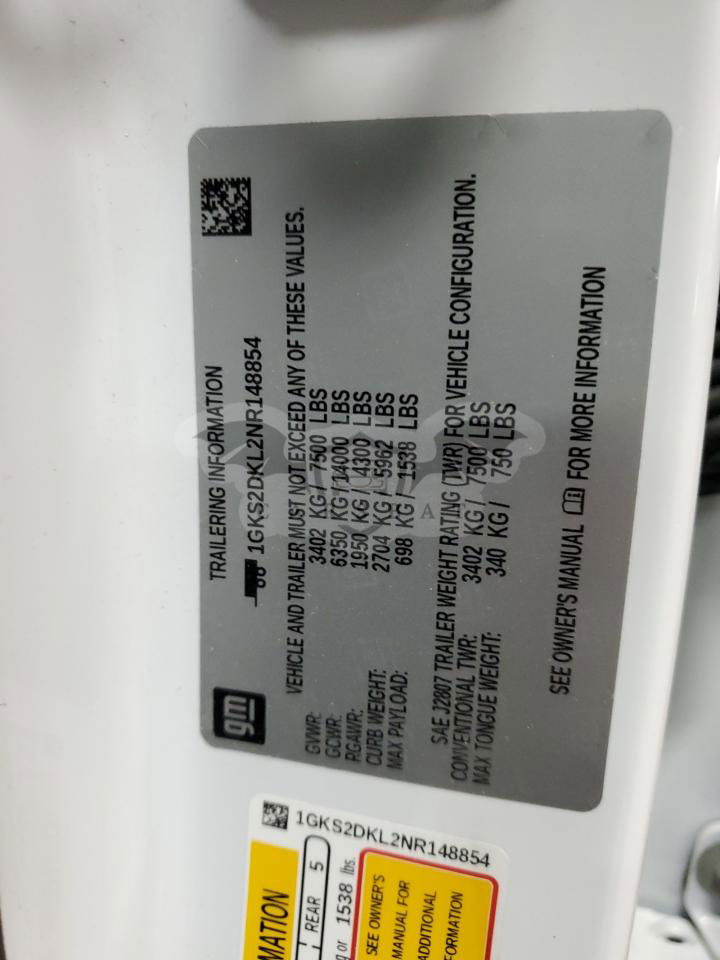 gm
TRAILERING INFORMATION
1GKS2DKL2NR148854
VEHICLE AND TRAILER MUST NOT EXCEED ANY OF THESE VALUES.
GVWR: 3402 KG / 7500 LBS
GCWR: 6350 KG / 14000 LBS
RGAWR: 1950 KG / 4300 LBS
CURB WEIGHT: 2704 KG / 5962 LBS
MAX PAYLOAD: 698 KG / 1538 LBS
SAE J2807 TRAILER WEIGHT RATING (TWR) FOR VEHICLE CONFIGURATION.
CONVENTIONAL TWR: 3402 KG / 7500 LBS
MAX TONGUE WEIGHT: 340 KG / 750 LBS
SEE OWNER'S MANUAL FOR MORE INFORMATION
1GKS2DKL2NR148854
REAR 5
or 1538 lbs.
SEE OWNER'S
MANUAL FOR
ADDITIONAL